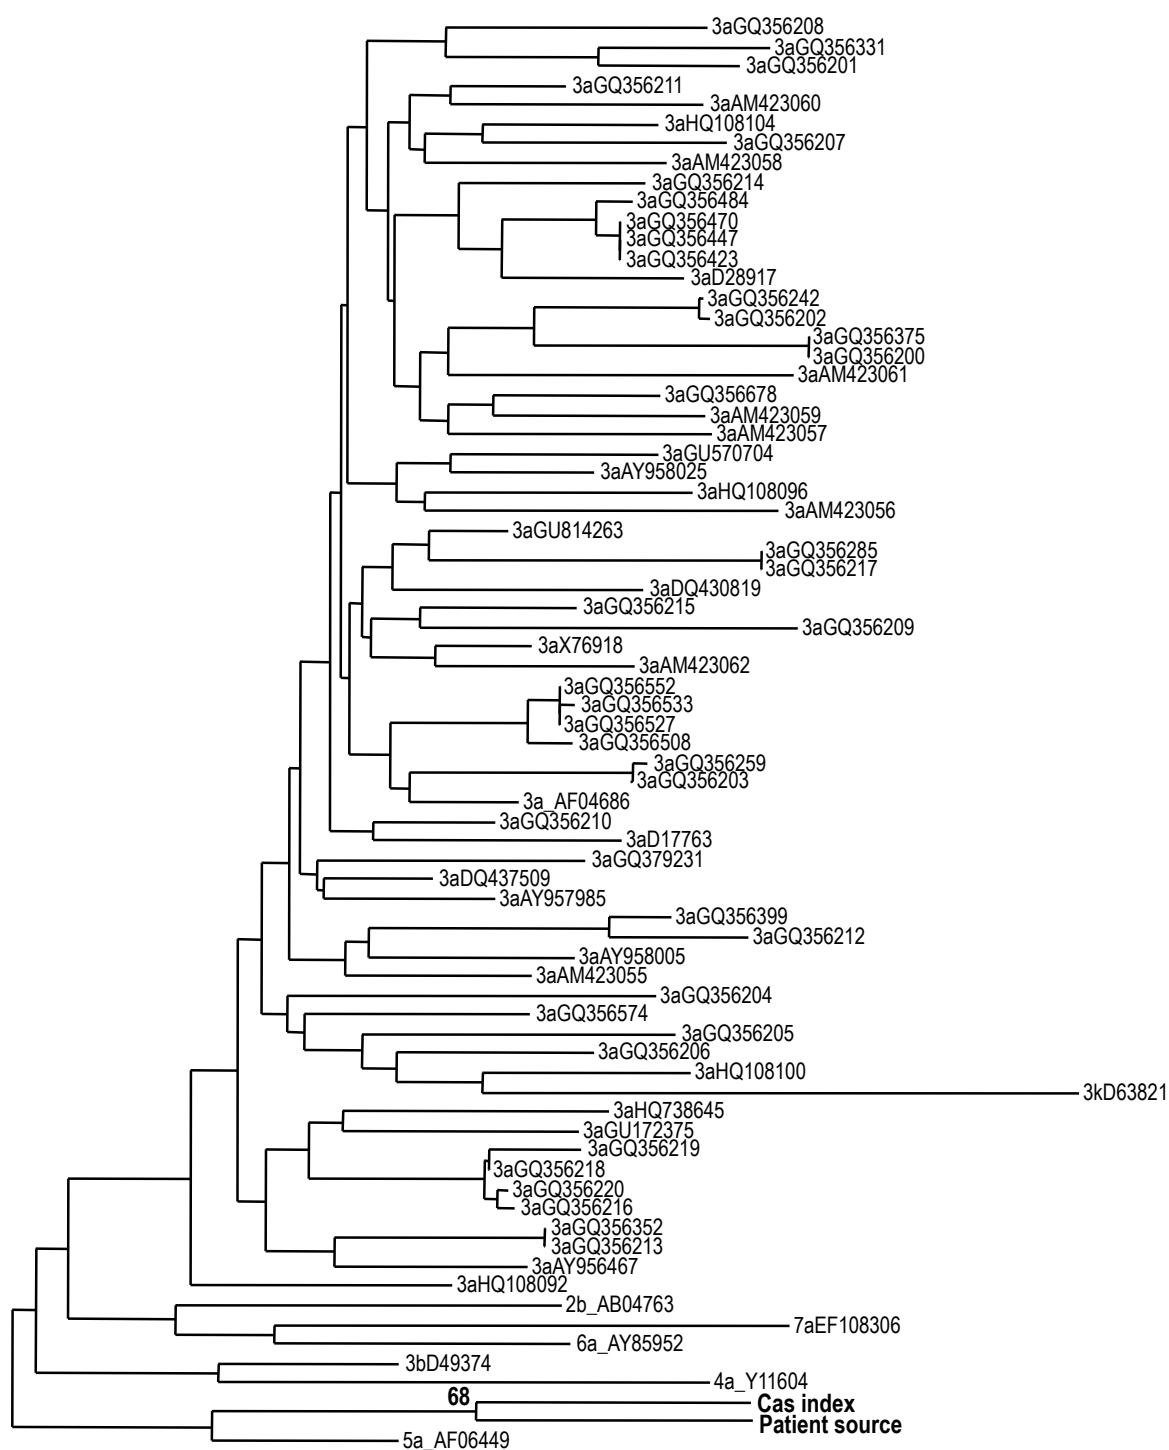 3aGQ356208
3aGQ356331
3aGQ356201
3aGQ356211
3aAM423060
3aHQ108104
3aGQ356207
3aAM423058
3aGQ356214
3aGQ356484
3aGQ356470
3aGQ356447
3aGQ356423
3aD28917
3aGQ356242
3aGQ356202
3aGQ356375
3aGQ356200
3aAM423061
3aGQ356678
3aAM423059
3aAM423057
3aGU570704
3aAY958025
3aHQ108096
3aAM423056
3aGU814263
3aGQ356285
3aGQ356217
3aDQ430819
3aGQ356215
3aGQ356209
3aX76918
3aAM423062
3aGQ356552
3aGQ356533
3aGQ356527
3aGQ356508
3aGQ356259
3aGQ356203
3a_AF04686
3aGQ356210
3aD17763
3aGQ379231
3aDQ437509
3aAY957985
3aGQ356399
3aGQ356212
3aAY958005
3aAM423055
3aGQ356204
3aGQ356574
3aGQ356205
3aGQ356206
3aHQ108100
3kD63821
3aHQ738645
3aGU172375
3aGQ356219
3aGQ356218
3aGQ356220
3aGQ356216
3aGQ356352
3aGQ356213
3aAY956467
3aHQ108092
2b_AB04763
7aEF108306
6a_AY85952
3bD49374
4a_Y11604
68
Cas index
Patient source
5a_AF06449